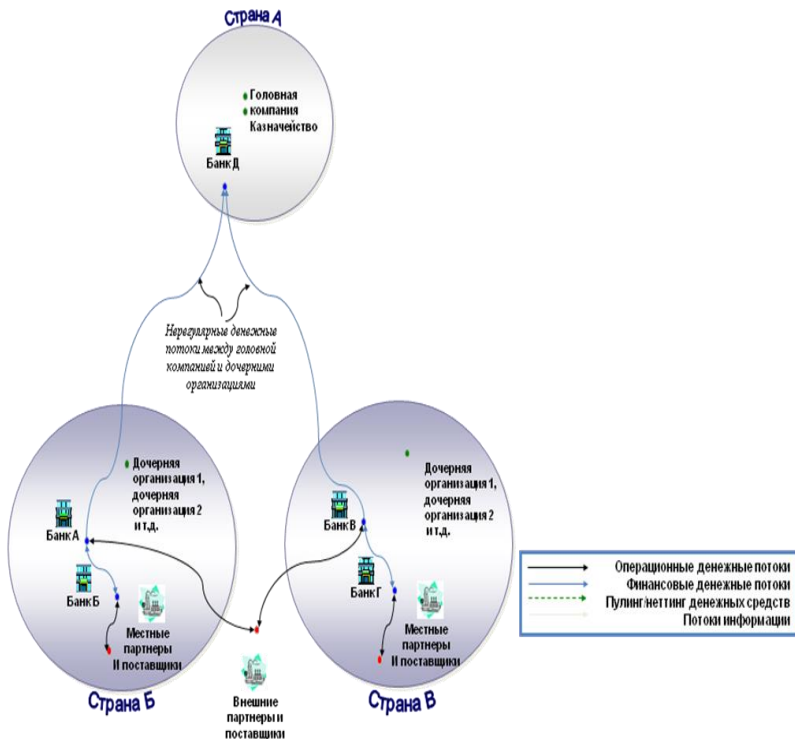 Страна А
Головная
компания
Казначейство
Банк Д
Нерегулярные денежные
потоки между головной
компанией и дочерними
организациями
Дочерняя
организация 1,
дочерняя
организация 2
и т.д.
Банк А
Банк Б
Местные
партнеры
И поставщики
Страна Б
Внешние
партнеры и
поставщики
Дочерняя
организация 1,
дочерняя
организация 2
и т.д.
Банк В
Банк Г
Местные
партнеры
И поставщики
Страна В
Операционные денежные потоки
Финансовые денежные потоки
Пулинг/неттинг денежных средств
Потоки информации